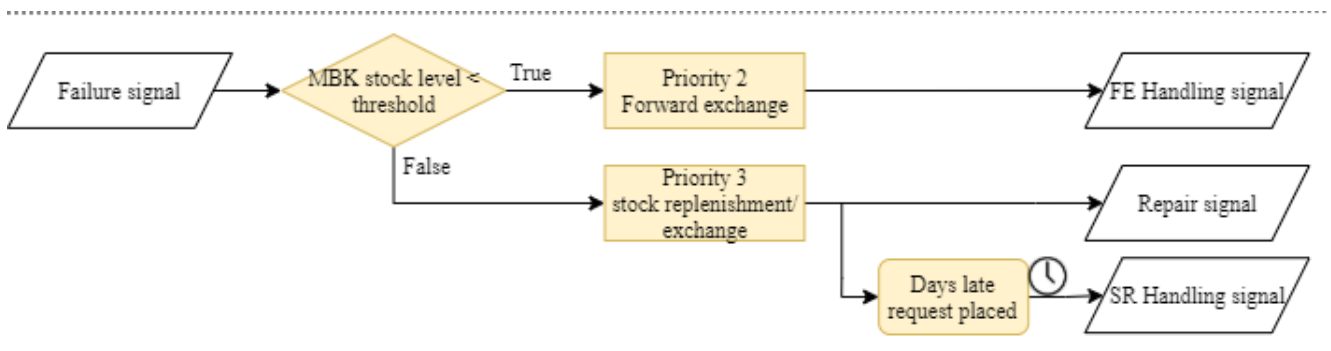 Failure signal
MBK stock level <
threshold
True
False
Priority 2
Forward exchange
FE Handling signal
Priority 3
stock replenishment/
exchange
Repair signal
Days late
request placed
SR Handling signal